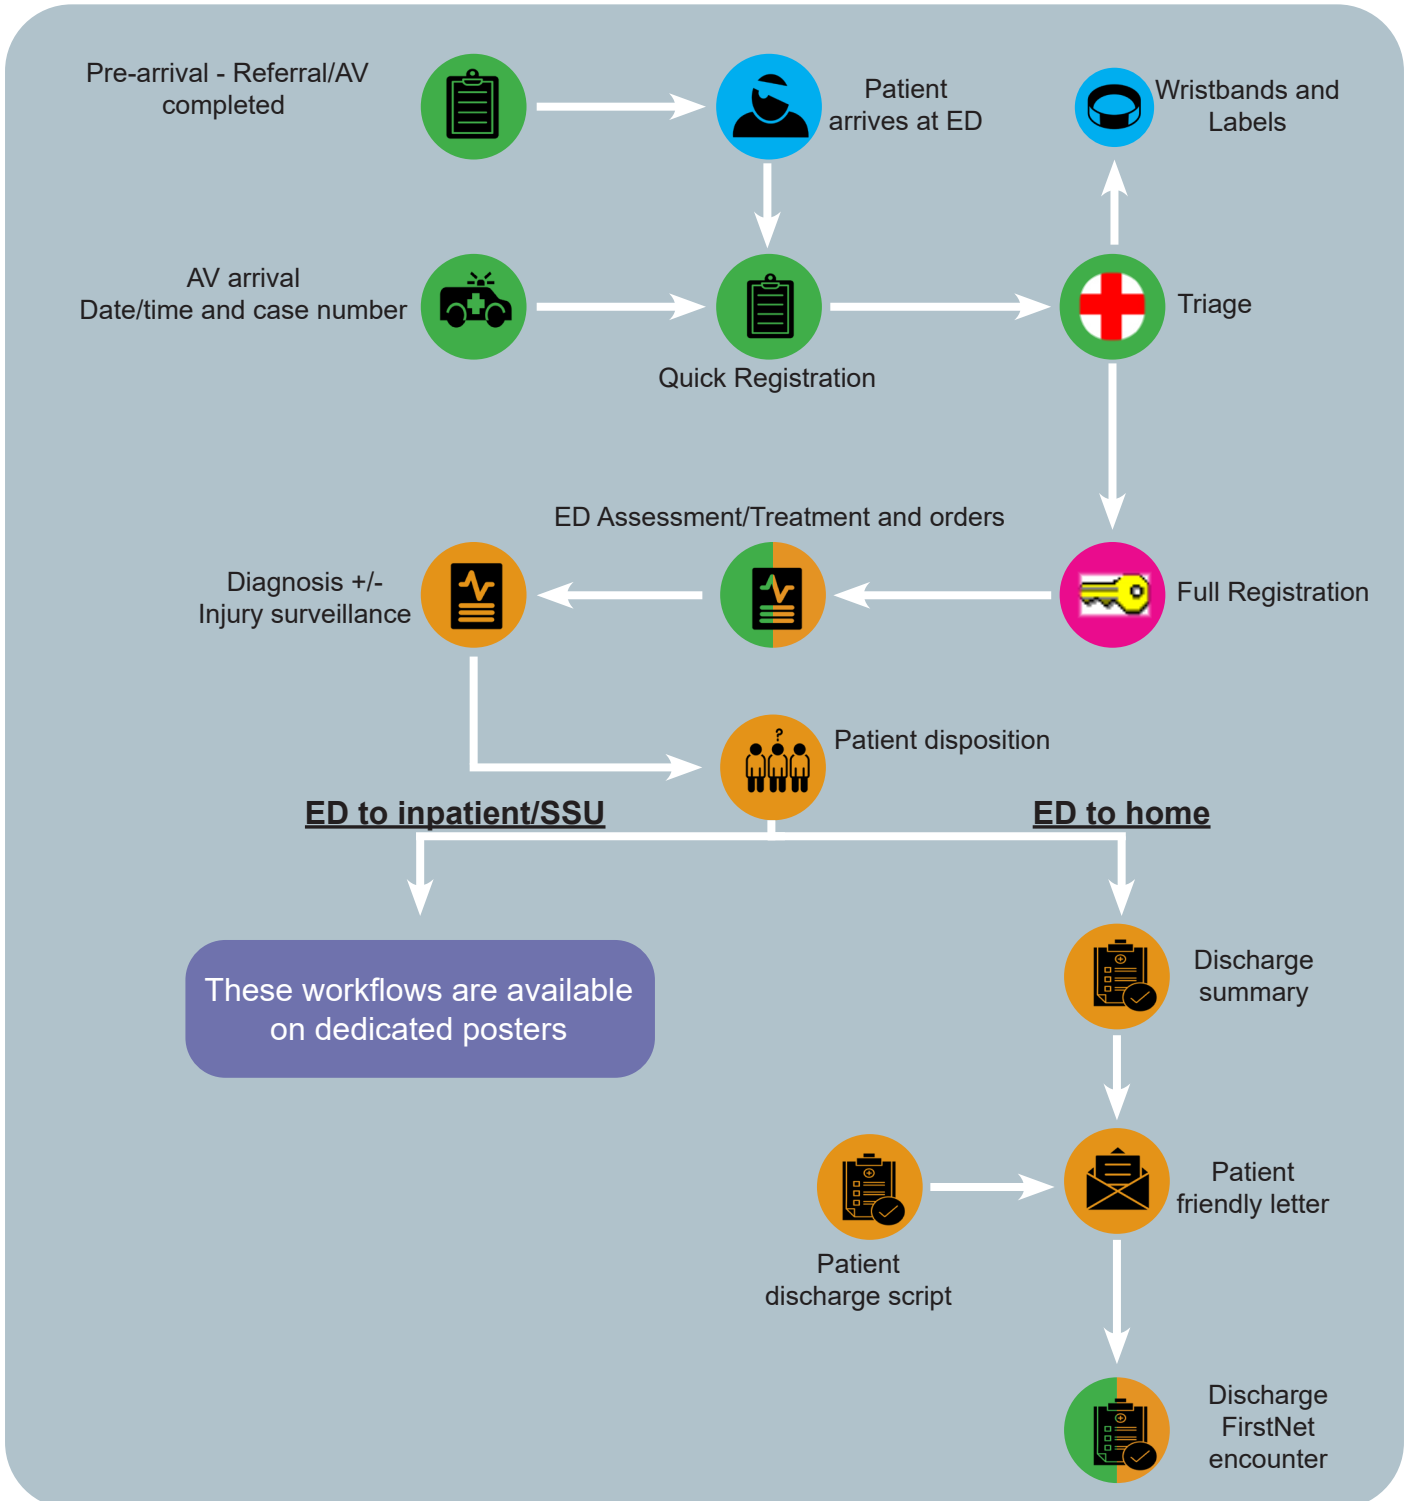 Pre-arrival - Referral/AV
completed
Patient
arrives at ED
Wristbands and
Labels
AV arrival
Date/time and case number
Quick Registration
Triage
ED Assessment/Treatment and orders
Diagnosis +/-
Injury surveillance
Full Registration
?
Patient disposition
ED to inpatient/SSU
ED to home
These workflows are available
on dedicated posters
Discharge
summary
Patient
friendly letter
Patient
discharge script
Discharge
FirstNet
encounter